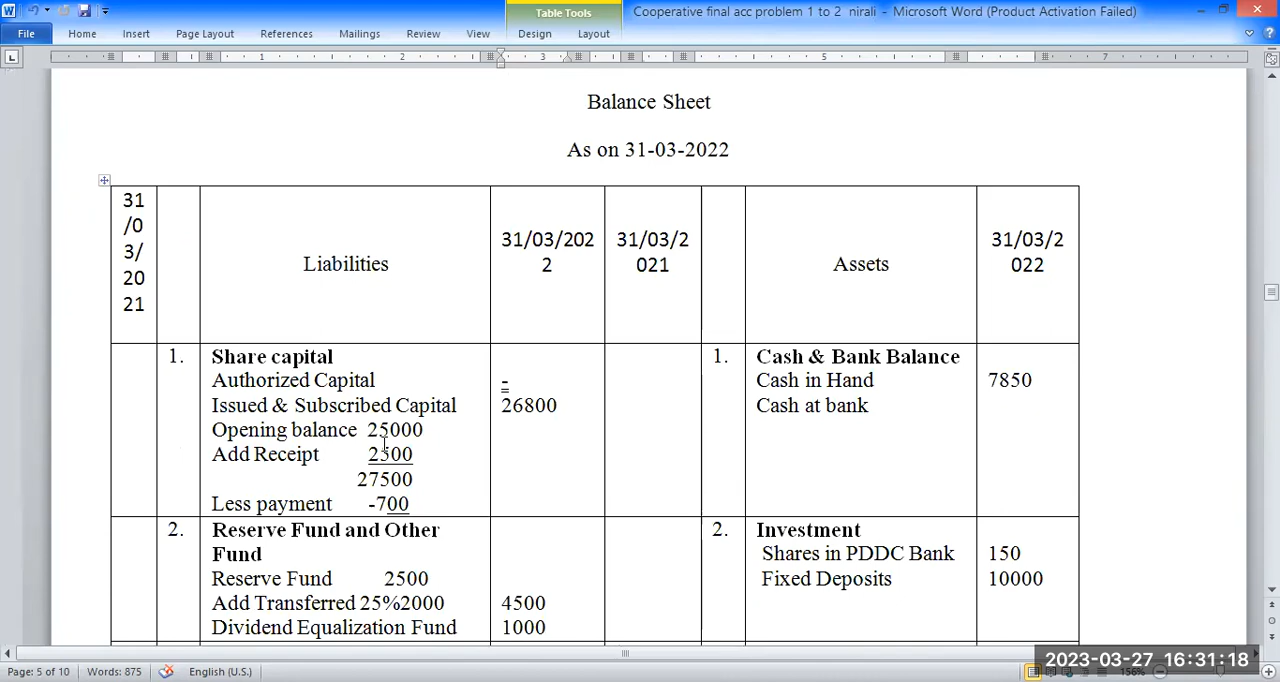 Table Tools
Cooperative final acc problem 1 to 2 nirali - Microsoft Word (Product Activation Failed)
File Home Insert Page Layout References Mailings Review View Design Layout
1 2 3 5 7
Balance Sheet
As on 31-03-2022
31
/0
3/
20
21
Liabilities
31/03/202
2
31/03/2
021
Assets
31/03/2
022
1.
Share capital
Authorized Capital -
Issued & Subscribed Capital 26800
Opening balance 25000
Add Receipt 2500
27500
Less payment -700
1.
Cash & Bank Balance
Cash in Hand 7850
Cash at bank
2.
Reserve Fund and Other
Fund
Reserve Fund 2500
Add Transferred 25%2000 4500
Dividend Equalization Fund 1000
2.
Investment
Shares in PDDC Bank 150
Fixed Deposits 10000
Page: 5 of 10 Words: 875 English (U.S.) 156%
2023-03-27 16:31:18